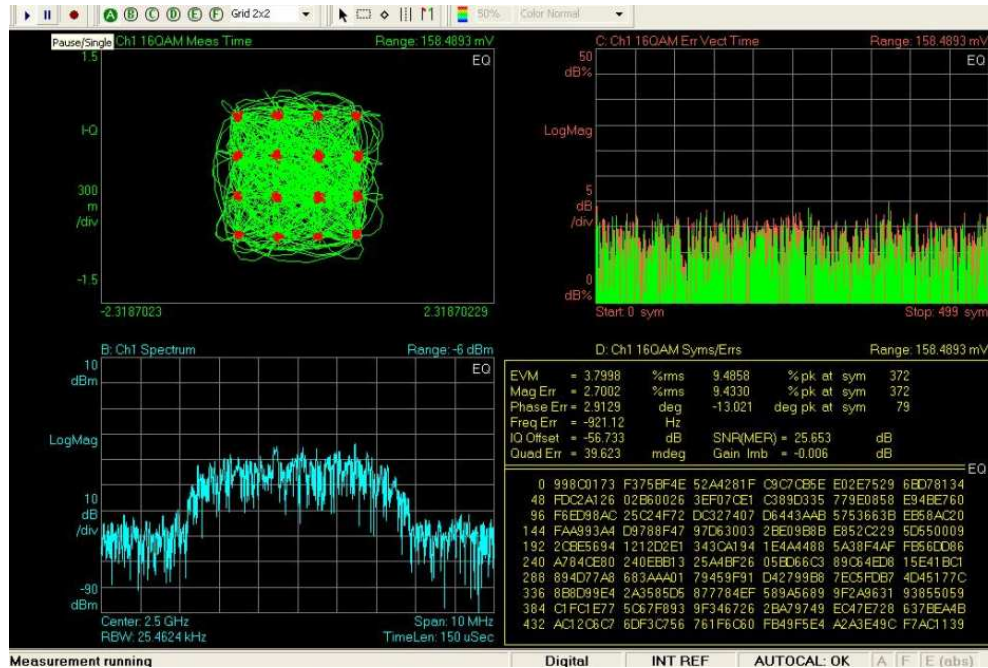 A B C D E F Grid 2x2 50% Color Normal
Pause/Single Ch1 16QAM Meas Time Range: 158.4893 mV
1.5
EQ
I-Q
300
m
/div
-1.5
-2.3187023 2.31870229
C: Ch1 16QAM Err Vect Time Range: 158.4893 mV
50
dB%
EQ
LogMag
5
dB
/div
0
dB%
Start: 0 sym Stop: 499 sym
B: Ch1 Spectrum Range: -6 dBm
10
dBm
EQ
LogMag
10
dB
/div
-90
dBm
Center: 2.5 GHz Span: 10 MHz
RBW: 25.4624 kHz TimeLen: 150 uSec
D: Ch1 16QAM Syms/Errs Range: 158.4893 mV
EVM = 3.7998 %rms 9.4858 % pk at sym 372
Mag Err = 2.7002 %rms 9.4330 % pk at sym 372
Phase Err = 2.9129 deg -13.021 deg pk at sym 79
Freq Err = -921.12 Hz
IQ Offset = -56.733 dB SNR(MER) = 25.653 dB
Quad Err = 39.623 mdeg Gain Imb = -0.006 dB
EQ
0 998C0173 F375BF4E 52A4281F C9C7CB5E E02E7529 6BD78134
48 FDC2A126 02B60026 3EF07CE1 C389D335 779E0858 E94BE760
96 F6ED98AC 25C24F72 DC327407 D6443AAB 5753663B EB58AC20
144 FAA993A4 D9788F47 97D63003 2BE09B8B E852C229 5D550009
192 2CBE5694 1212D2E1 343CA194 1E4A4488 5A38F4AF FB56DD86
240 A784CE80 240EBB13 25A4BF26 05BD66C3 89C64ED8 15E41BC1
288 894D77A8 683AAA01 79459F91 D42799B8 7EC5FDB7 4D45177C
336 8B8D99E4 2A3585D5 877784EF 589A5689 9F2A9631 93855059
384 C1FC1E77 5C67F893 9F346726 2BA79749 EC47E728 637BEA4B
432 AC12C6C7 6DF3C756 761F6C60 FB49F5E4 A2A3E49C F7AC1139
Measurement running Digital INT REF AUTOCAL: OK A F E (abs)